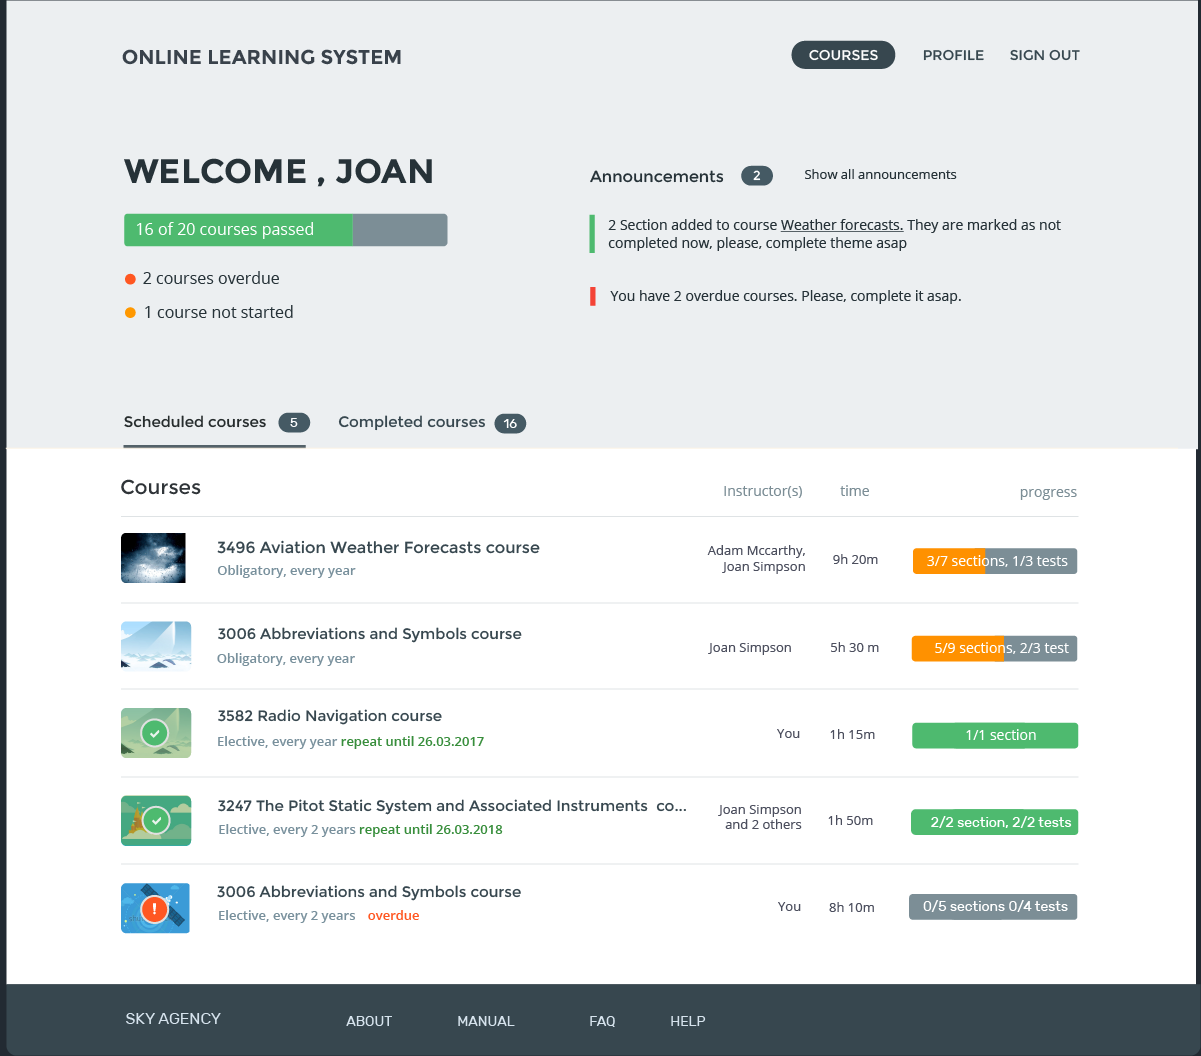 ONLINE LEARNING SYSTEM
COURSES
PROFILE
SIGN OUT
WELCOME , JOAN
16 of 20 courses passed
2 courses overdue
1 course not started
Announcements
2
Show all announcements
2 Section added to course Weather forecasts. They are marked as not
completed now, please, complete theme asap
You have 2 overdue courses. Please, complete it asap.
Scheduled courses
5
Completed courses
16
Courses
Instructor(s)
time
progress
3496 Aviation Weather Forecasts course
Obligatory, every year
Adam Mccarthy,
Joan Simpson
9h 20m
3/7 sections, 1/3 tests
3006 Abbreviations and Symbols course
Obligatory, every year
Joan Simpson
5h 30 m
5/9 sections, 2/3 test
3582 Radio Navigation course
Elective, every year repeat until 26.03.2017
You
1h 15m
1/1 section
3247 The Pitot Static System and Associated Instruments  co...
Elective, every 2 years repeat until 26.03.2018
Joan Simpson
and 2 others
1h 50m
2/2 section, 2/2 tests
3006 Abbreviations and Symbols course
Elective, every 2 years overdue
You
8h 10m
0/5 sections 0/4 tests
SKY AGENCY
ABOUT
MANUAL
FAQ
HELP